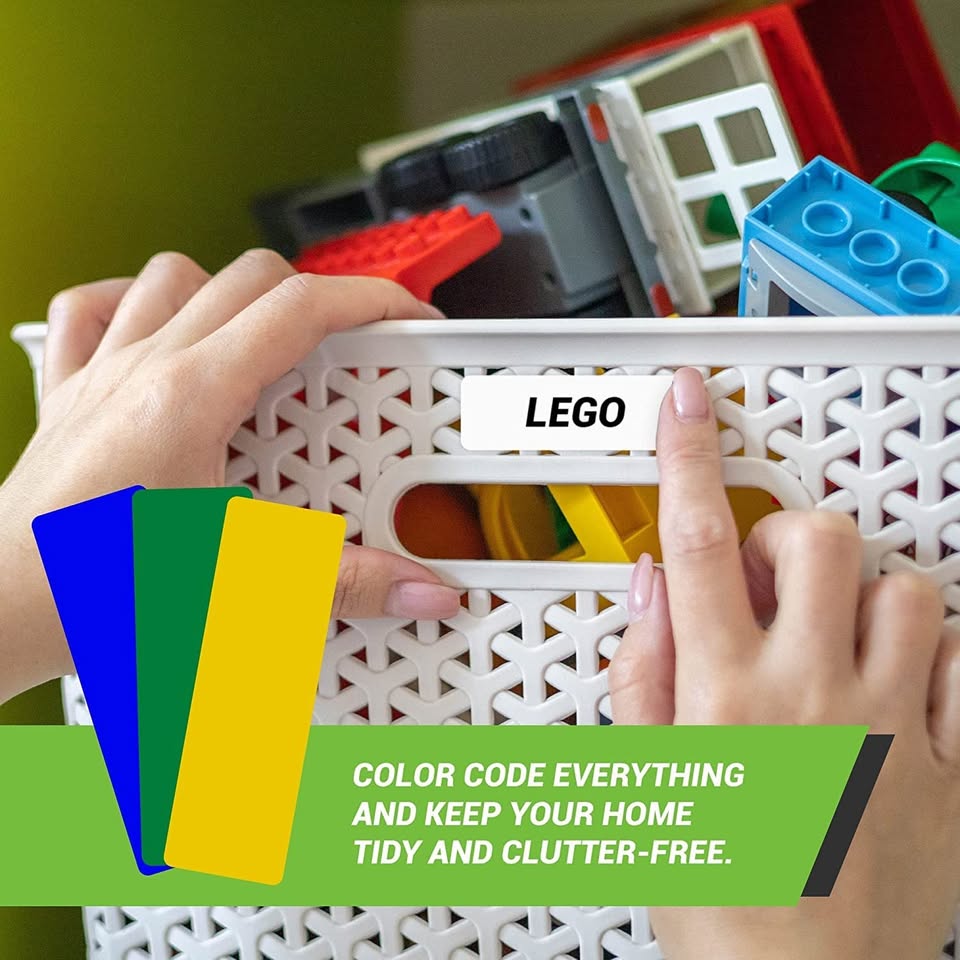 LEGO
COLOR CODE EVERYTHING
AND KEEP YOUR HOME
TIDY AND CLUTTER-FREE.